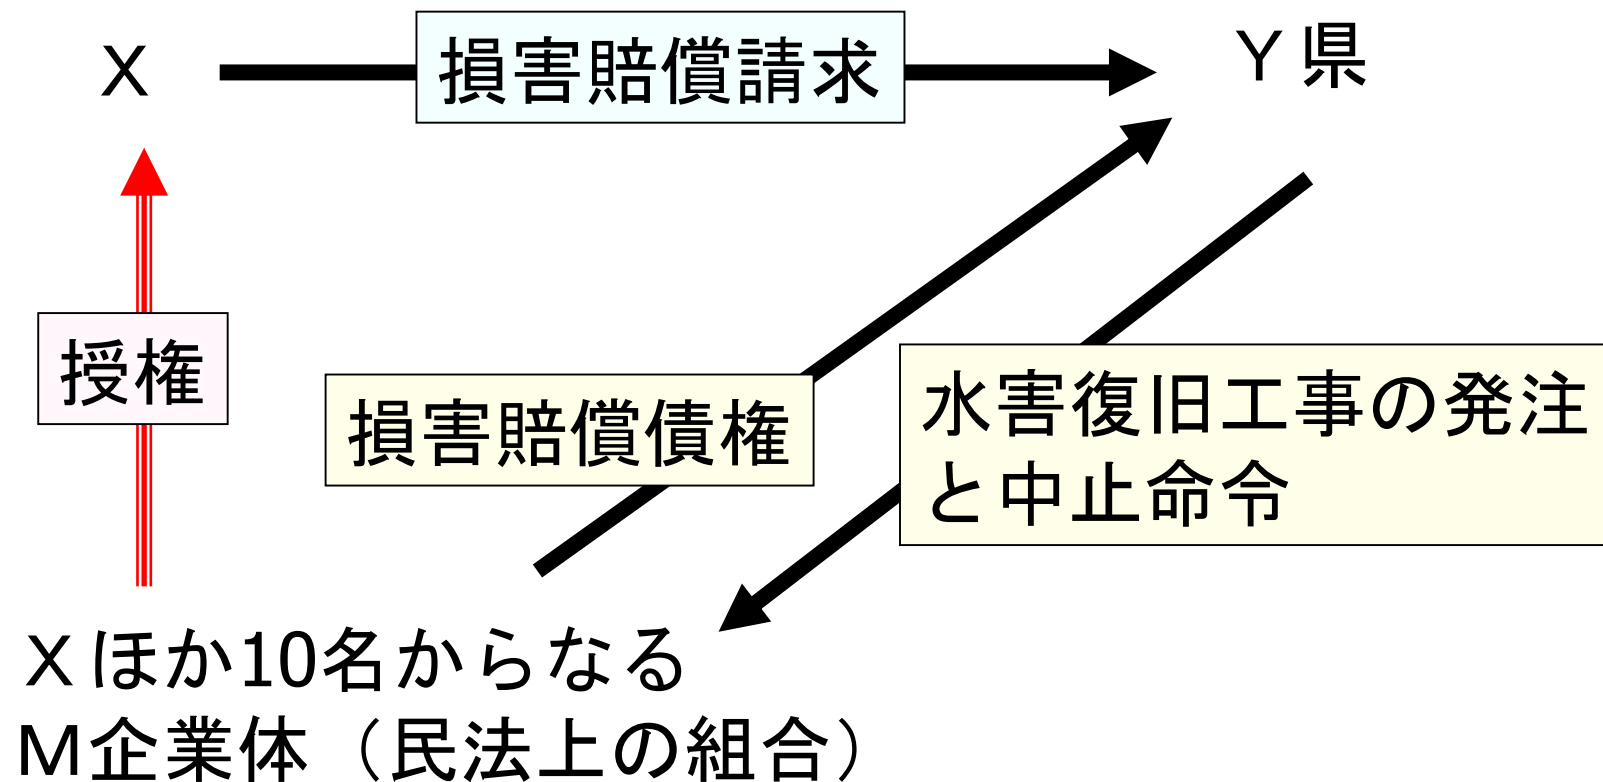 X
損害賠償請求
Y県
授権
損害賠償債権
水害復旧工事の発注
と中止命令
Xほか10名からなる
M企業体（民法上の組合）